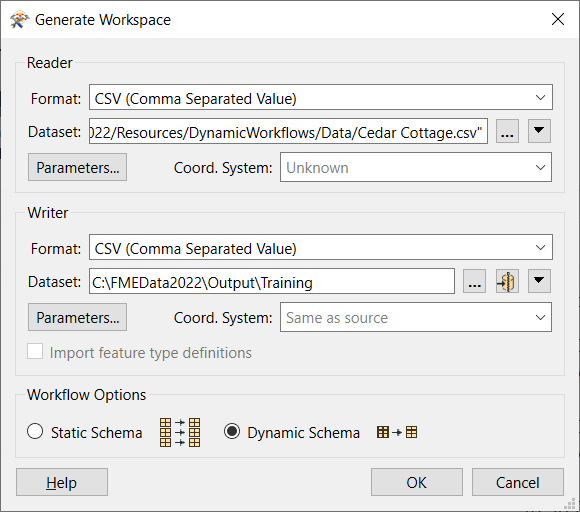 Generate Workspace
Reader
Format: CSV (Comma Separated Value)
Dataset: 022/Resources/DynamicWorkflows/Data/Cedar Cottage.csv" ...
Parameters... Coord. System: Unknown
Writer
Format: CSV (Comma Separated Value)
Dataset: C:\FMEData2022\Output\Training ...
Parameters... Coord. System: Same as source
Import feature type definitions
Workflow Options
Static Schema Dynamic Schema
Help OK Cancel